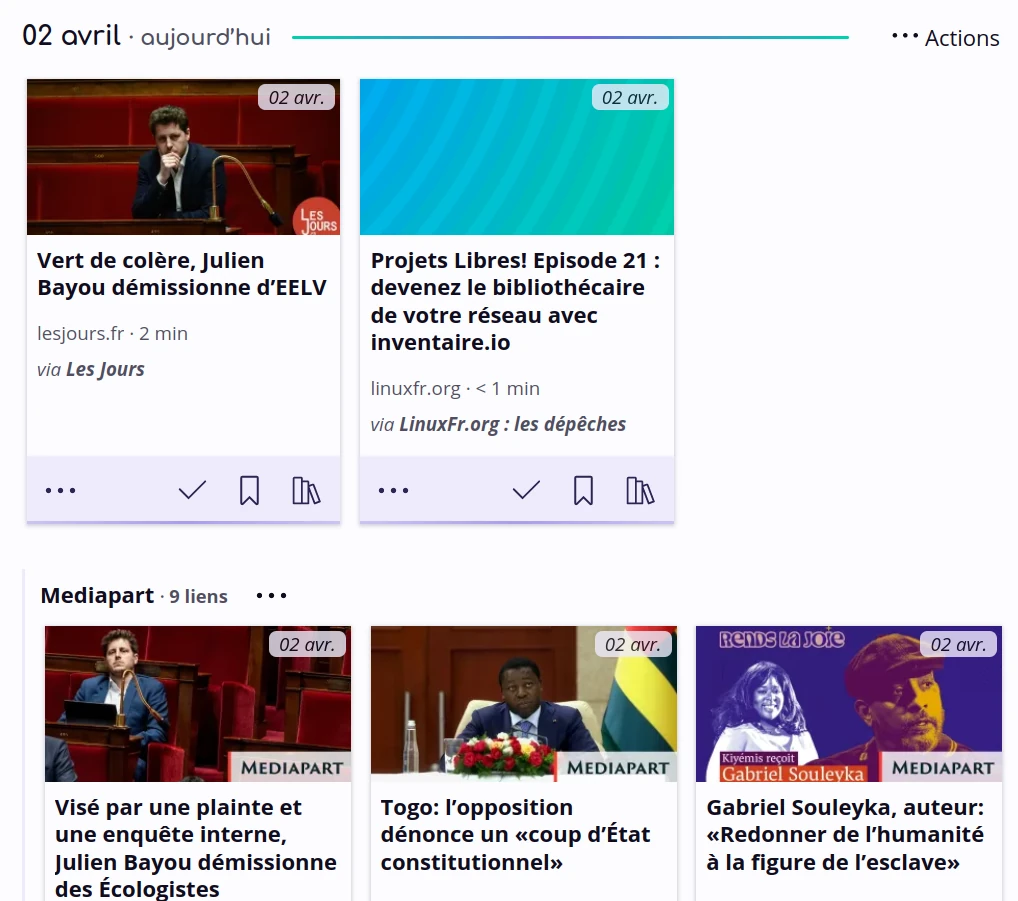 02 avril · aujourd’hui
Actions
02 avr.
LES
JOURS
Vert de colère, Julien
Bayou démissionne d’EELV
lesjours.fr · 2 min
via Les Jours
02 avr.
Projets Libres! Episode 21 :
devenez le bibliothécaire
de votre réseau avec
inventaire.io
linuxfr.org · < 1 min
via LinuxFr.org : les dépêches
Mediapart · 9 liens
02 avr.
MEDIAPART
Visé par une plainte et
une enquête interne,
Julien Bayou démissionne
des Écologistes
02 avr.
MEDIAPART
Togo: l’opposition
dénonce un «coup d’État
constitutionnel»
RENDS LA JOIE
02 avr.
Kiyémis reçoit
Gabriel Souleyka
MEDIAPART
Gabriel Souleyka, auteur:
«Redonner de l’humanité
à la figure de l’esclave»